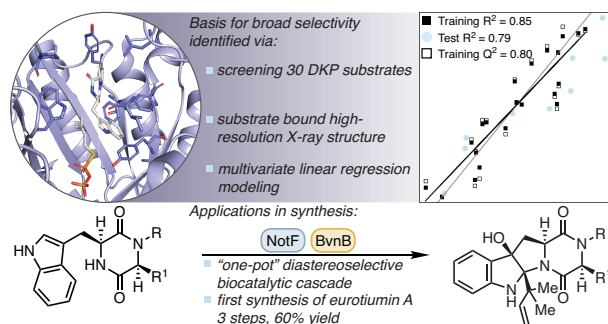 Basis for broad selectivity
identified via:
screening 30 DKP substrates
substrate bound high-
resolution X-ray structure
multivariate linear regression
modeling
Training R² = 0.85
Test R² = 0.79
Training Q² = 0.80
Applications in synthesis:
NotF BvnB
"one-pot" diastereoselective
biocatalytic cascade
first synthesis of eurotiumin A
3 steps, 60% yield
H O
N R
HN R¹
O
N
H
HO H O
N R
N R¹
N
H O
Me
Me